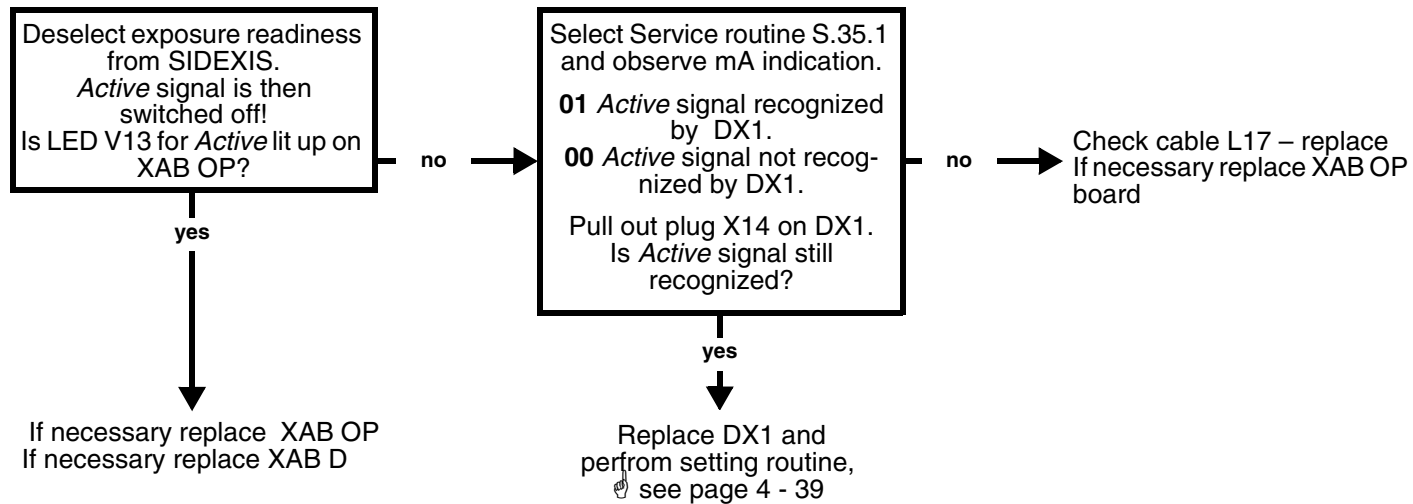 Deselect exposure readiness
from SIDEXIS.
Active signal is then
switched off!
Is LED V13 for Active lit up on
XAB OP?
no
yes
If necessary replace XAB OP
If necessary replace XAB D
Select Service routine S.35.1
and observe mA indication.
01 Active signal recognized
by DX1.
00 Active signal not recog-
nized by DX1.
Pull out plug X14 on DX1.
Is Active signal still
recognized?
no
yes
Replace DX1 and
perfrom setting routine,
☝ see page 4 - 39
Check cable L17 – replace
If necessary replace XAB OP
board